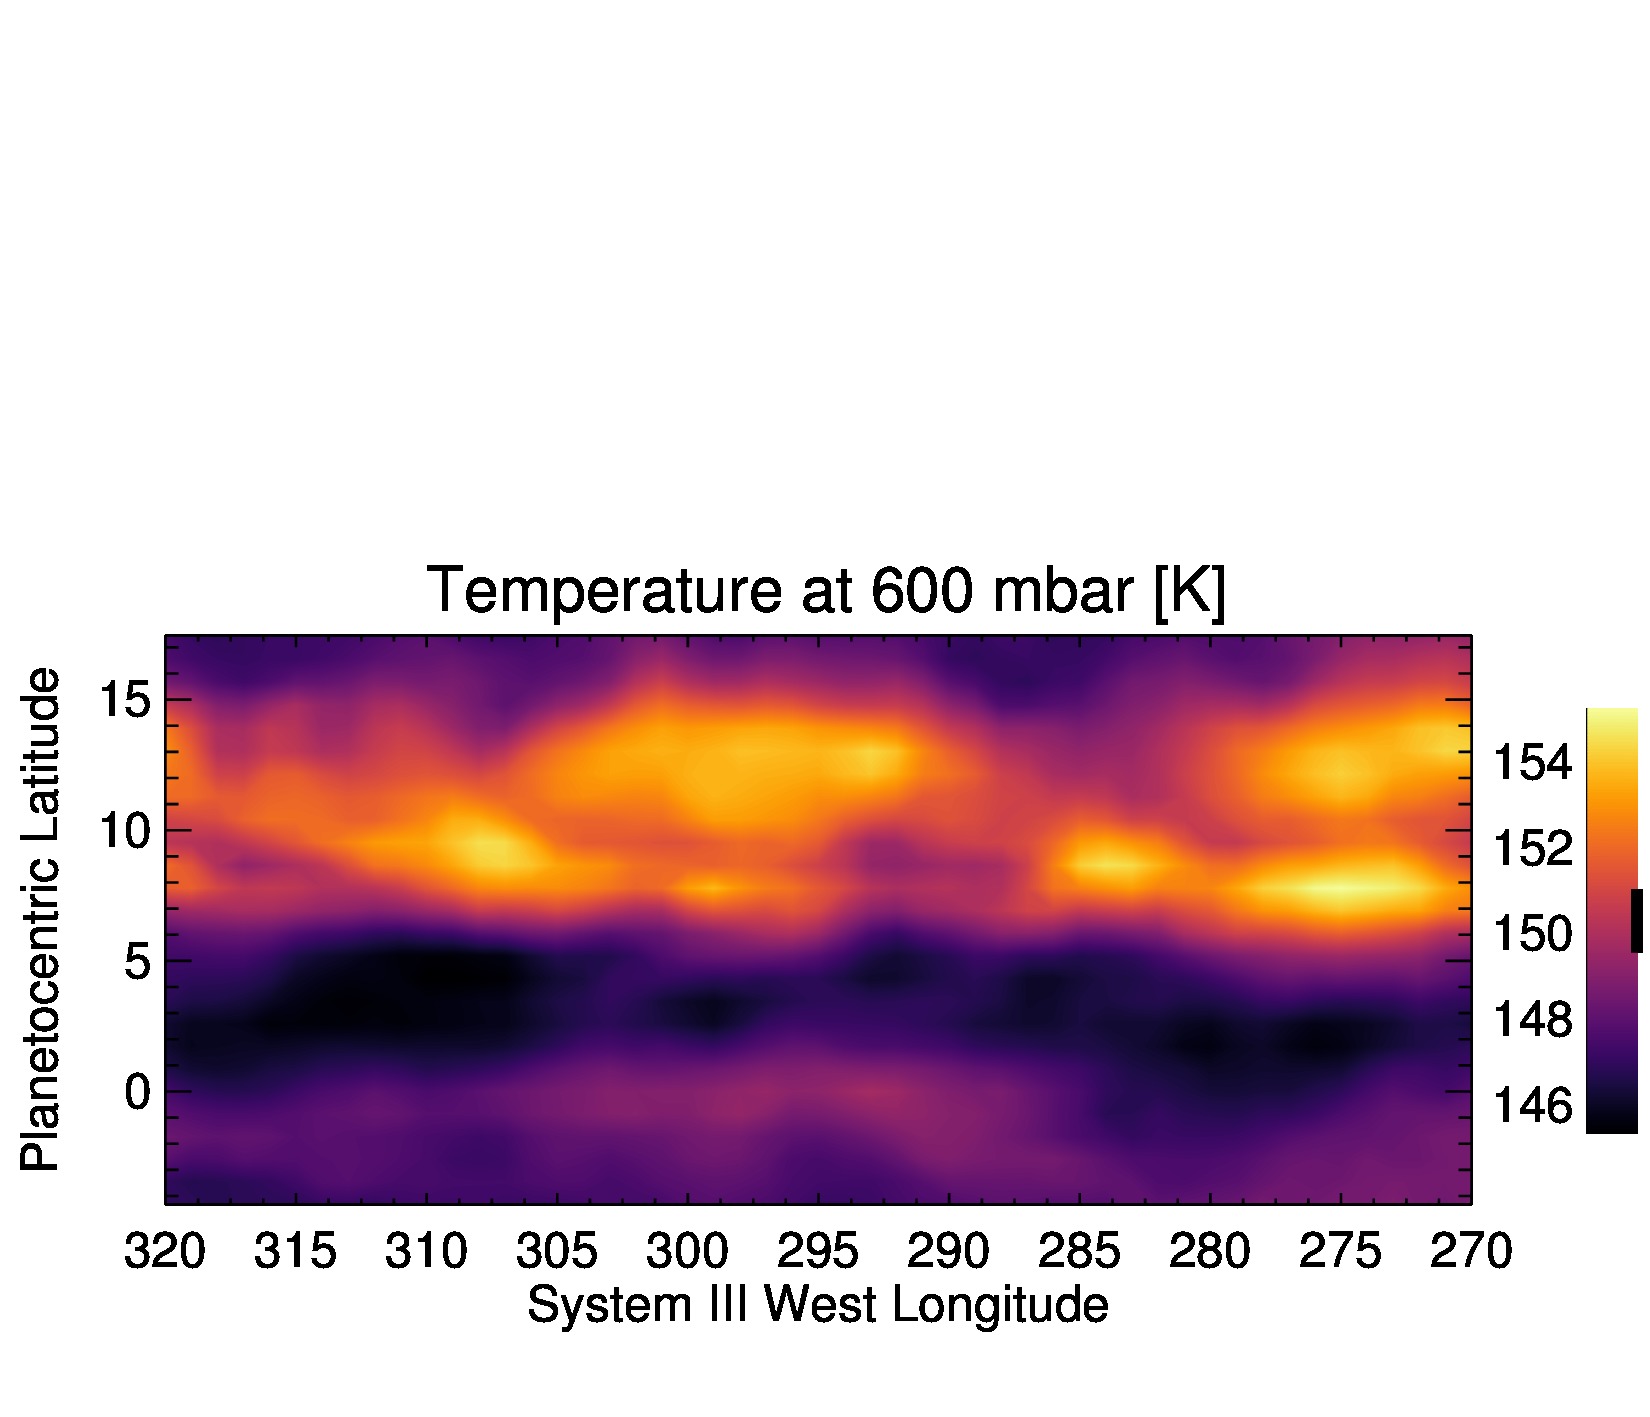 Temperature at 600 mbar [K]
Planetocentric Latitude
15
10
5
0
154
152
150
148
146
320 315 310 305 300 295 290 285 280 275 270
System III West Longitude